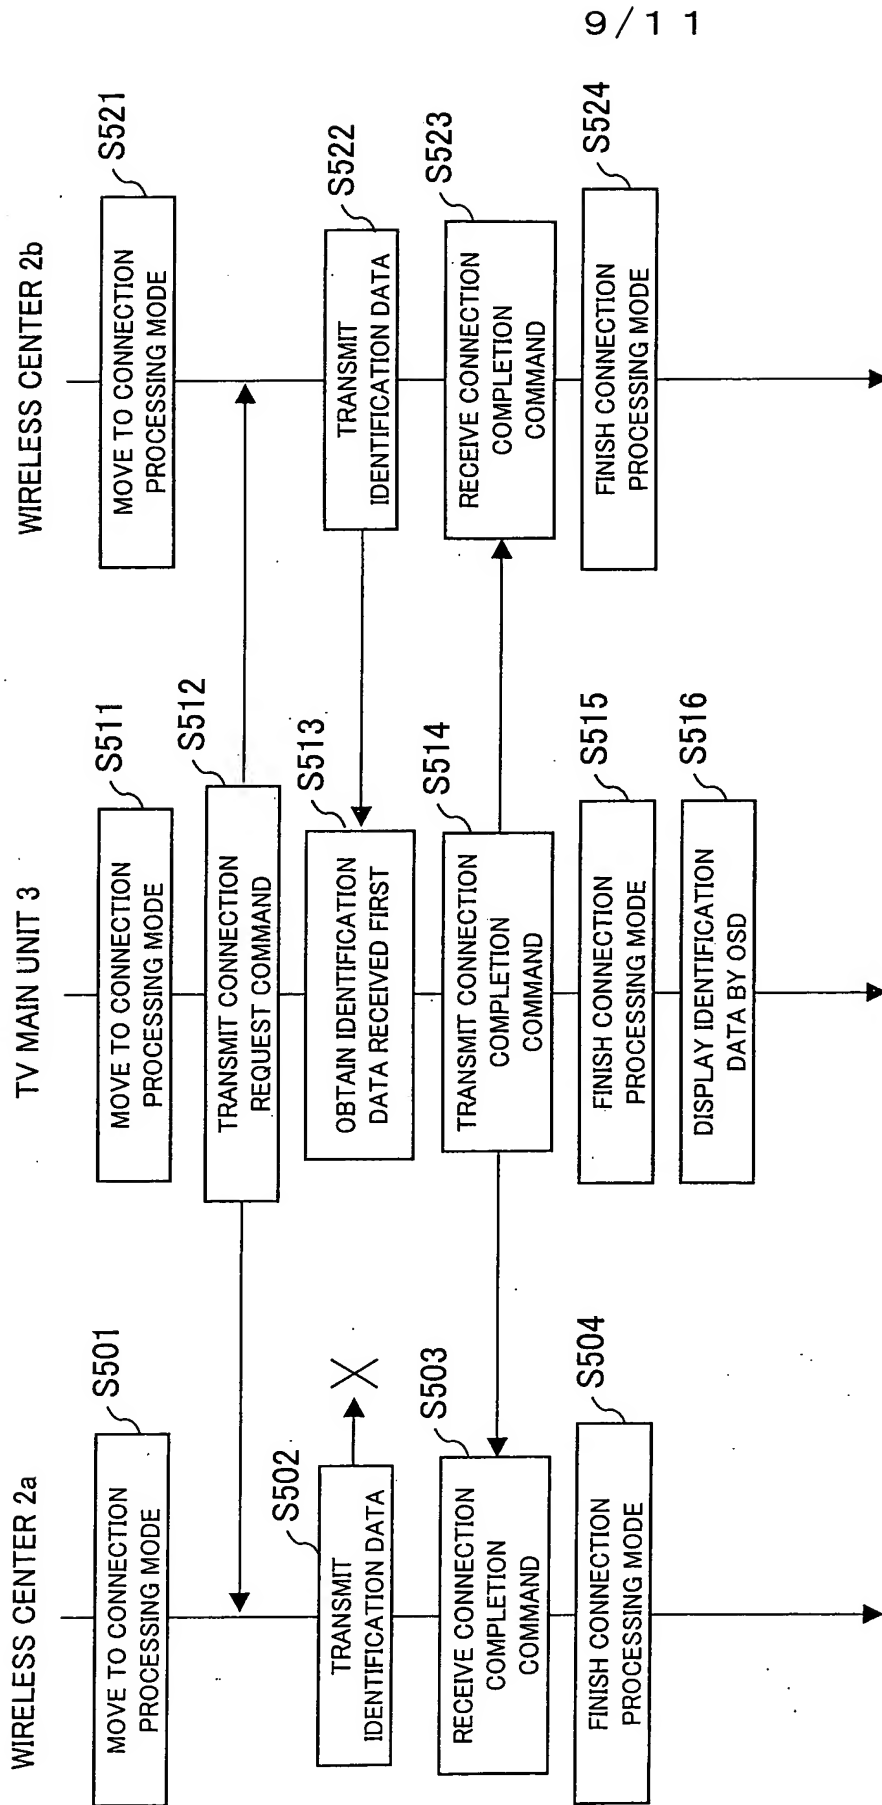 9/11
WIRELESS CENTER 2a
MOVE TO CONNECTION
PROCESSING MODE
S501
TRANSMIT
IDENTIFICATION DATA
S502
X
RECEIVE CONNECTION
COMPLETION
COMMAND
S503
FINISH CONNECTION
PROCESSING MODE
S504
TV MAIN UNIT 3
MOVE TO CONNECTION
PROCESSING MODE
S511
TRANSMIT CONNECTION
REQUEST COMMAND
S512
OBTAIN IDENTIFICATION
DATA RECEIVED FIRST
S513
TRANSMIT CONNECTION
COMPLETION
COMMAND
S514
FINISH CONNECTION
PROCESSING MODE
S515
DISPLAY IDENTIFICATION
DATA BY OSD
S516
WIRELESS CENTER 2b
MOVE TO CONNECTION
PROCESSING MODE
S521
TRANSMIT
IDENTIFICATION DATA
S522
RECEIVE CONNECTION
COMPLETION
COMMAND
S523
FINISH CONNECTION
PROCESSING MODE
S524